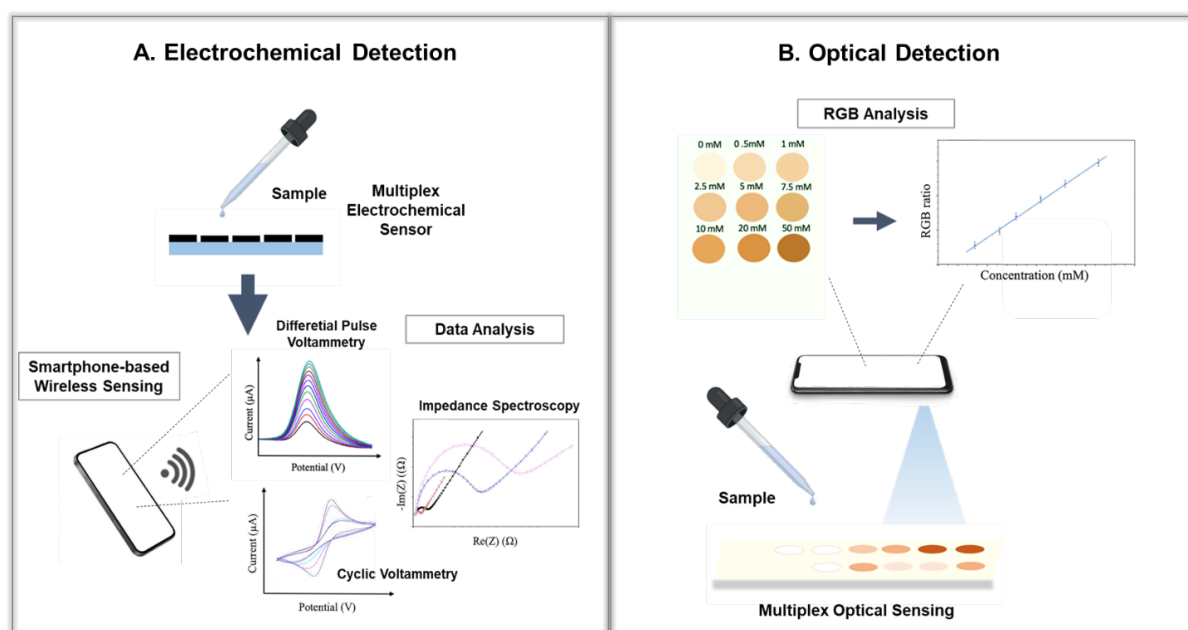 A. Electrochemical Detection
Sample
Multiplex
Electrochemical
Sensor
Differetial Pulse
Voltammetry
Data Analysis
Smartphone-based
Wireless Sensing
Current (µA)
Potential (V)
Impedance Spectroscopy
-Im(Z) ((Ω)
Re(Z) (Ω)
Current (µA)
Cyclic Voltammetry
Potential (V)
B. Optical Detection
RGB Analysis
0 mM 0 .5mM 1 mM
2.5 mM 5 mM 7.5 mM
10 mM 20 mM 50 mM
RGB ratio
Concentration (mM)
Sample
Multiplex Optical Sensing